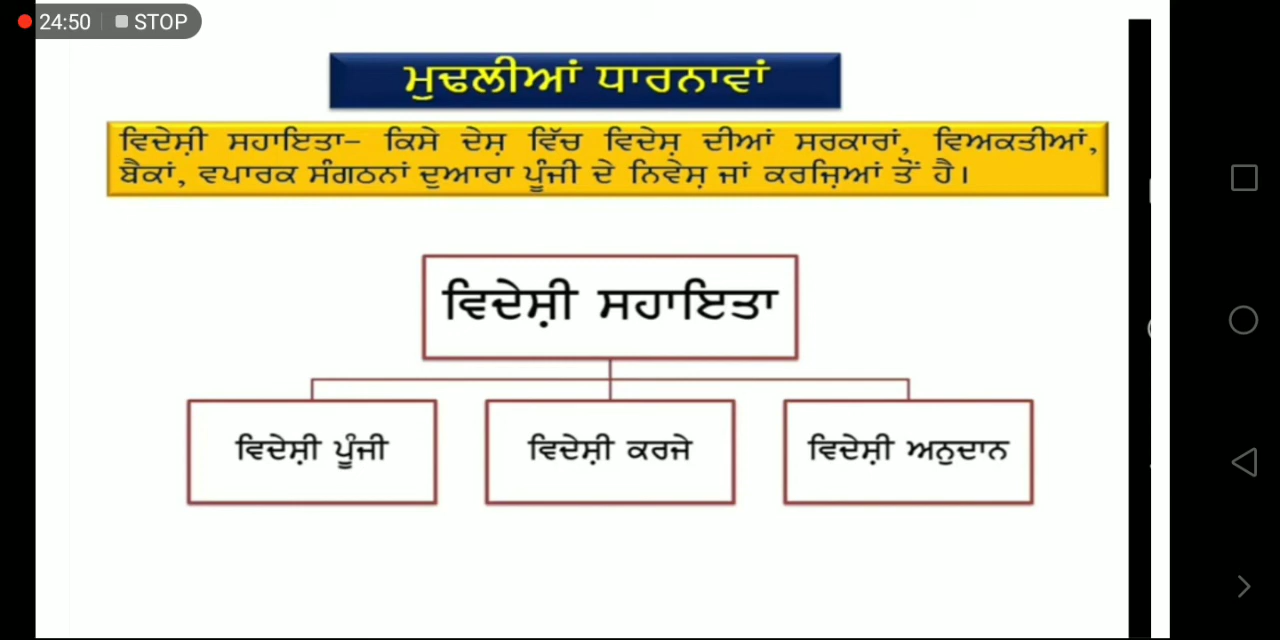 24:50 STOP
ਮੁਢਲੀਆਂ ਧਾਰਨਾਵਾਂ
ਵਿਦੇਸ਼ੀ ਸਹਾਇਤਾ– ਕਿਸੇ ਦੇਸ਼ ਵਿੱਚ ਵਿਦੇਸ਼ ਦੀਆਂ ਸਰਕਾਰਾਂ, ਵਿਅਕਤੀਆਂ,
ਬੈਕਾਂ, ਵਪਾਰਕ ਸੰਗਠਨਾਂ ਦੁਆਰਾ ਪੂੰਜੀ ਦੇ ਨਿਵੇਸ਼ ਜਾਂ ਕਰਜ਼ਿਆਂ ਤੋਂ ਹੈ।
ਵਿਦੇਸ਼ੀ ਸਹਾਇਤਾ
ਵਿਦੇਸ਼ੀ ਪੂੰਜੀ
ਵਿਦੇਸ਼ੀ ਕਰਜੇ
ਵਿਦੇਸ਼ੀ ਅਨੁਦਾਨ